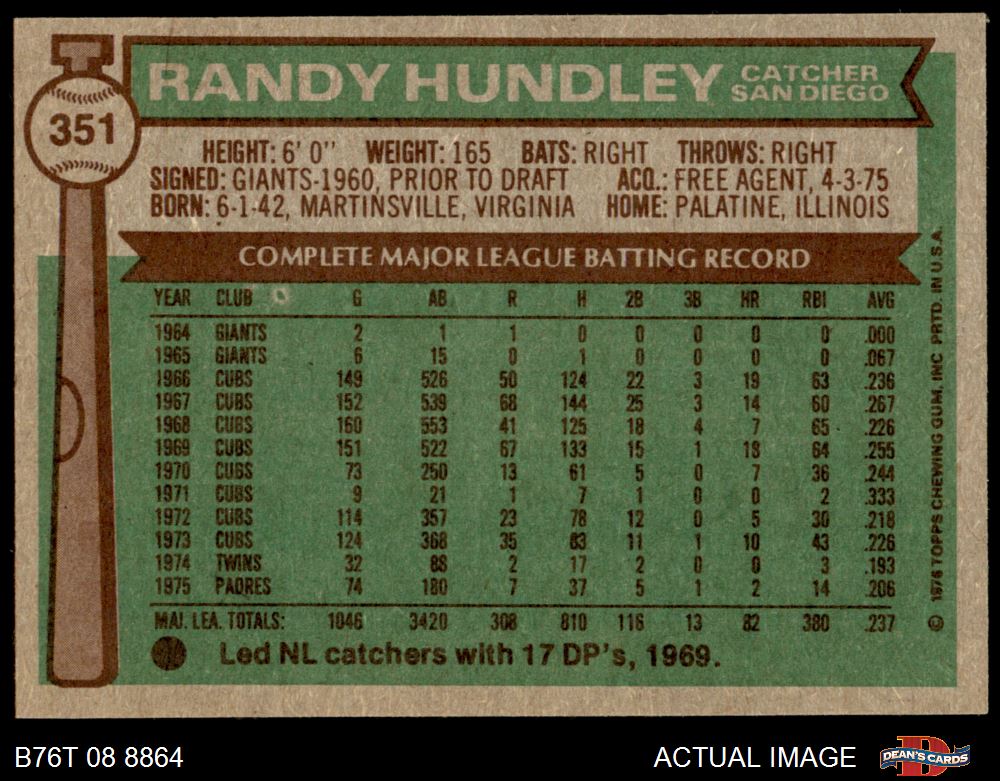 RANDY HUNDLEY CATCHER SAN DIEGO
351
HEIGHT: 6' 0" WEIGHT: 165 BATS: RIGHT THROWS: RIGHT
SIGNED: GIANTS-1960, PRIOR TO DRAFT ACQ.: FREE AGENT, 4-3-75
BORN: 6-1-42, MARTINSVILLE, VIRGINIA HOME: PALATINE, ILLINOIS
COMPLETE MAJOR LEAGUE BATTING RECORD
YEAR CLUB G AB R H 2B 3B HR RBI AVG
1964 GIANTS 2 1 1 0 0 0 0 0 .000
1965 GIANTS 6 15 0 1 0 0 0 0 .067
1966 CUBS 149 526 50 124 22 3 19 63 .236
1967 CUBS 152 539 68 144 25 3 14 60 .267
1968 CUBS 160 553 41 125 18 4 7 65 .226
1969 CUBS 151 522 67 133 15 1 18 64 .255
1970 CUBS 73 250 13 61 5 0 7 36 .244
1971 CUBS 9 21 1 7 1 0 0 2 .333
1972 CUBS 114 357 23 78 12 0 5 30 .218
1973 CUBS 124 368 35 83 11 1 10 43 .226
1974 TWINS 32 88 2 17 2 0 0 3 .193
1975 PADRES 74 180 7 37 5 1 2 14 .206
MAJ. LEA. TOTALS: 1046 3420 308 810 116 13 82 380 .237
Led NL catchers with 17 DP's, 1969.
© 1976 TOPPS CHEWING GUM, INC PRTD. IN U.S.A.
B76T 08 8864 ACTUAL IMAGE DEAN'S CARDS